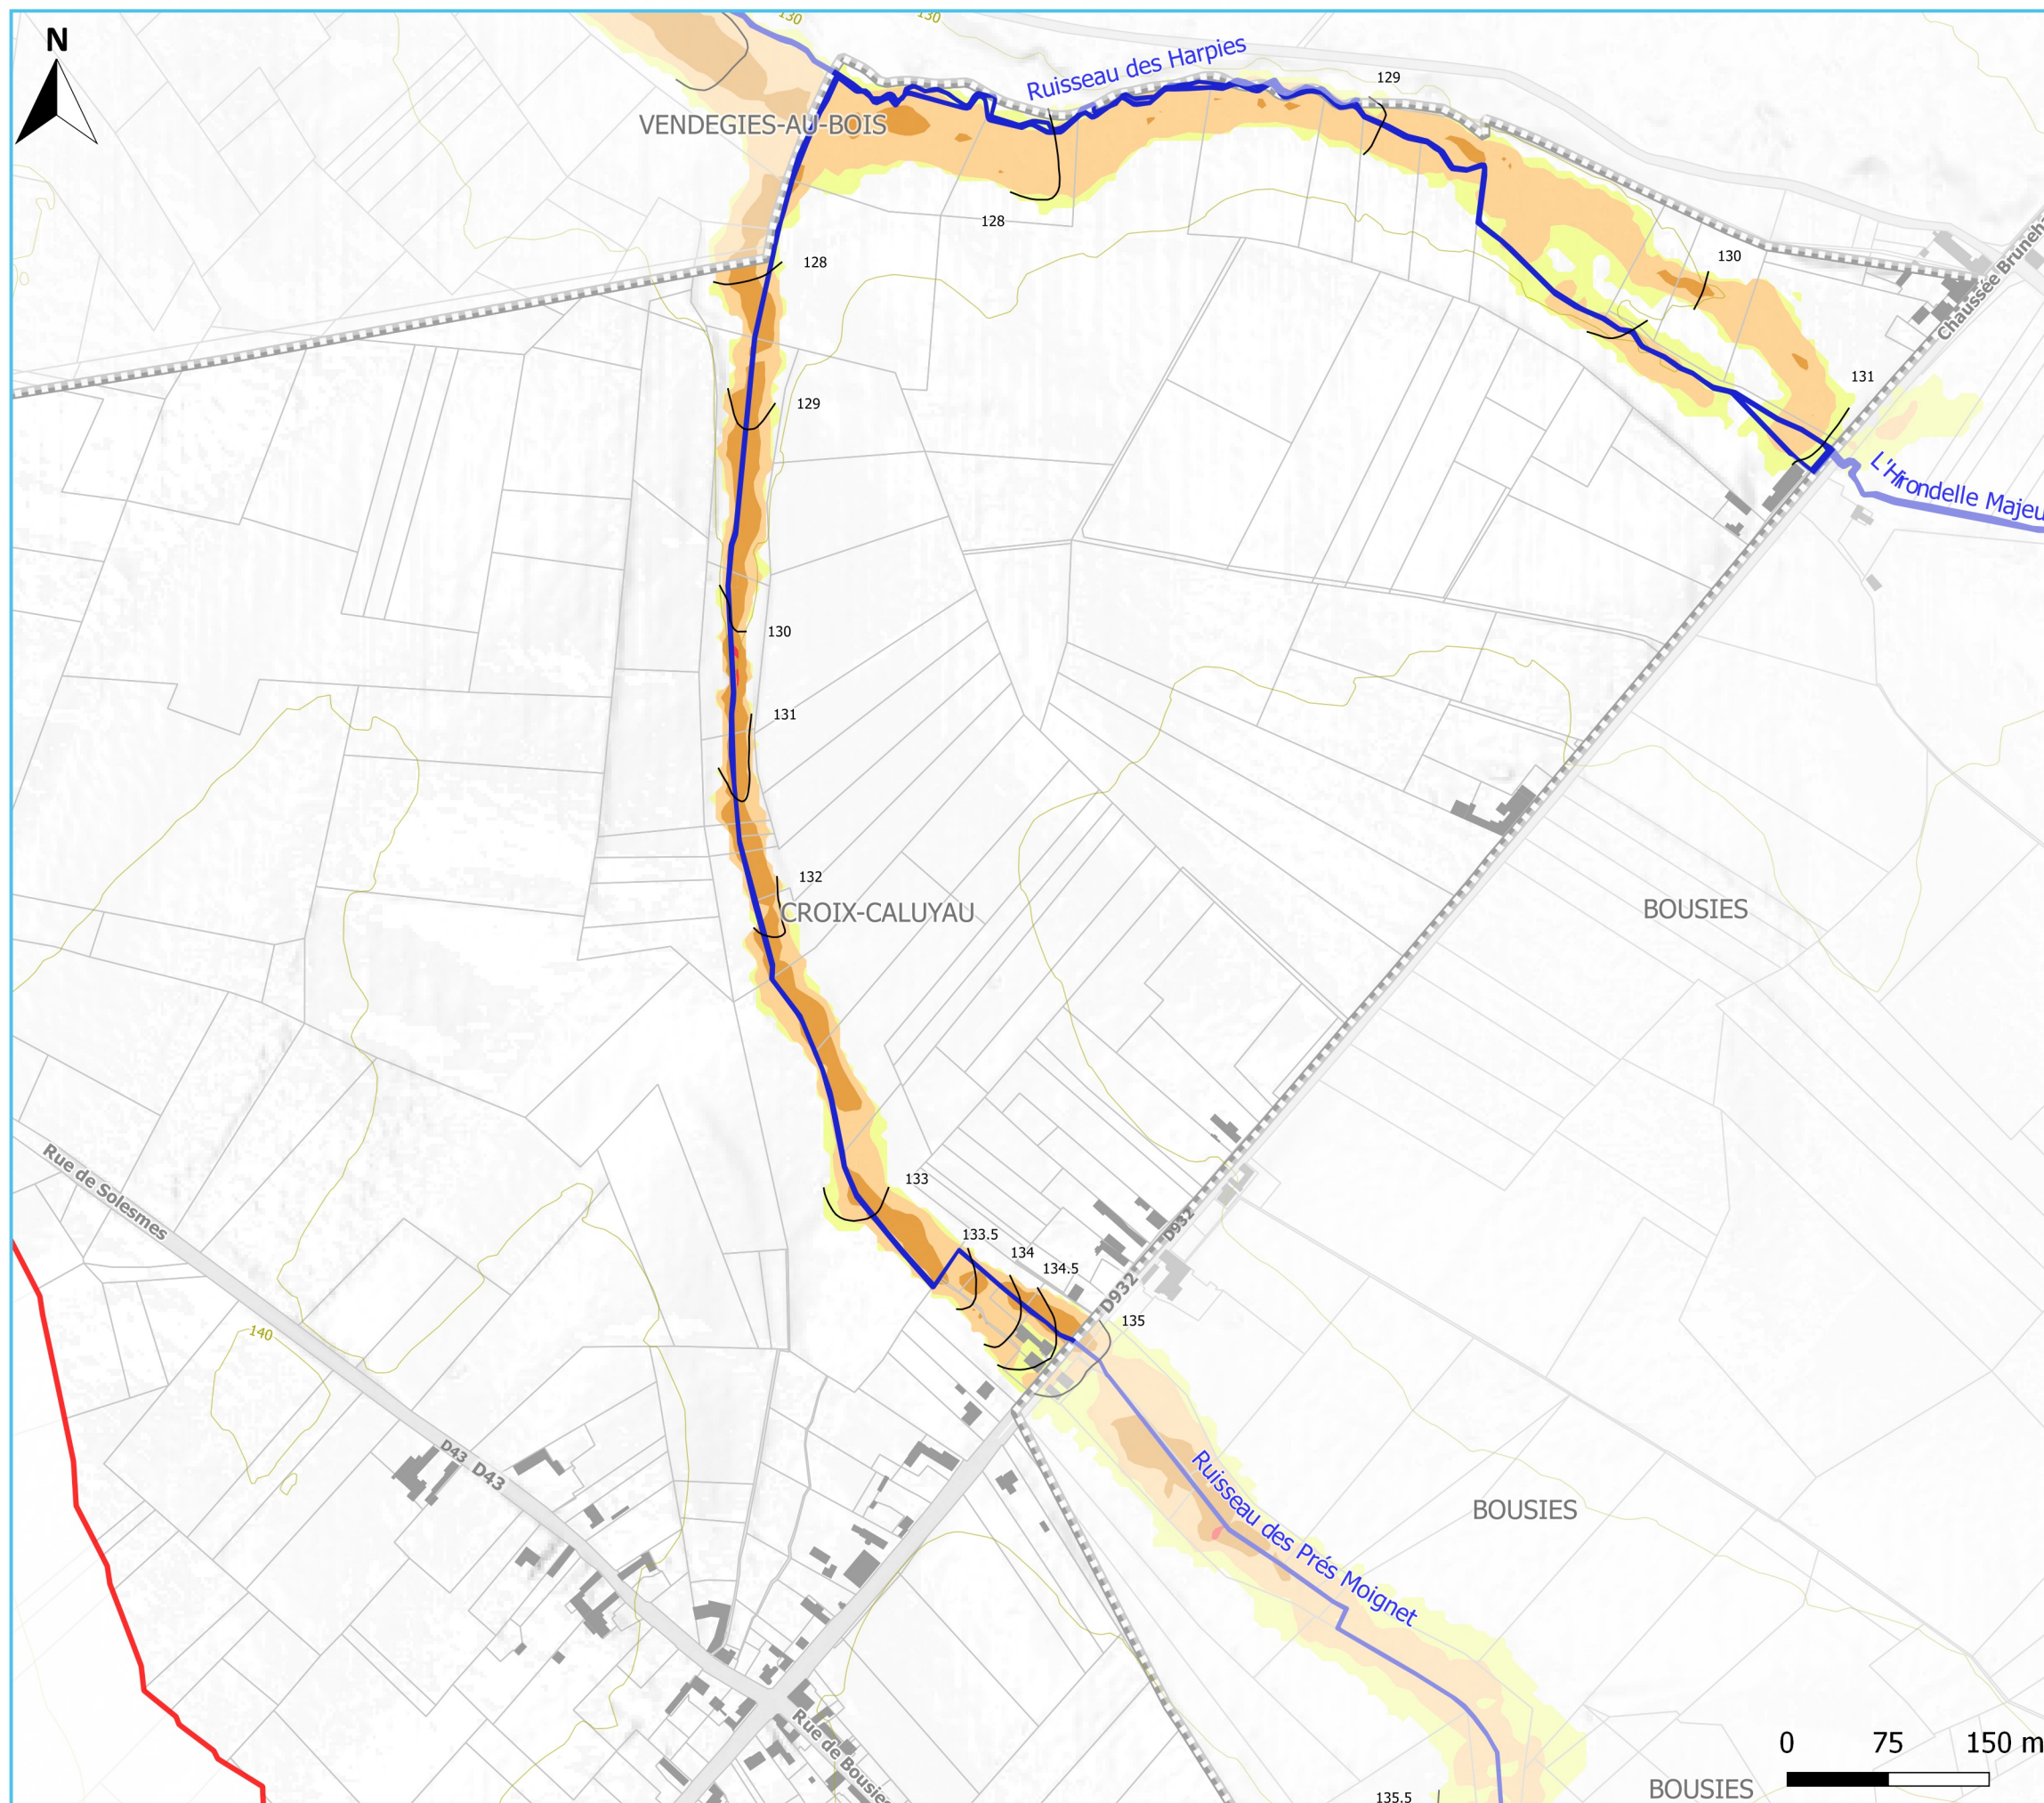 N
130
130
Ruisseau des Harpies
129
VENDEGIES-AU-BOIS
128
128
130
Chaussée Bruneh
131
129
L'Hirondelle Majeu
130
131
132
CROIX-CALUYAU
BOUSIES
133
133.5
134
134.5
135
D932
D932
Rue de Solesmes
140
D43
D43
Ruisseau des Prés Moignet
BOUSIES
Rue de Bousies
0 75 150 m
BOUSIES
135.5